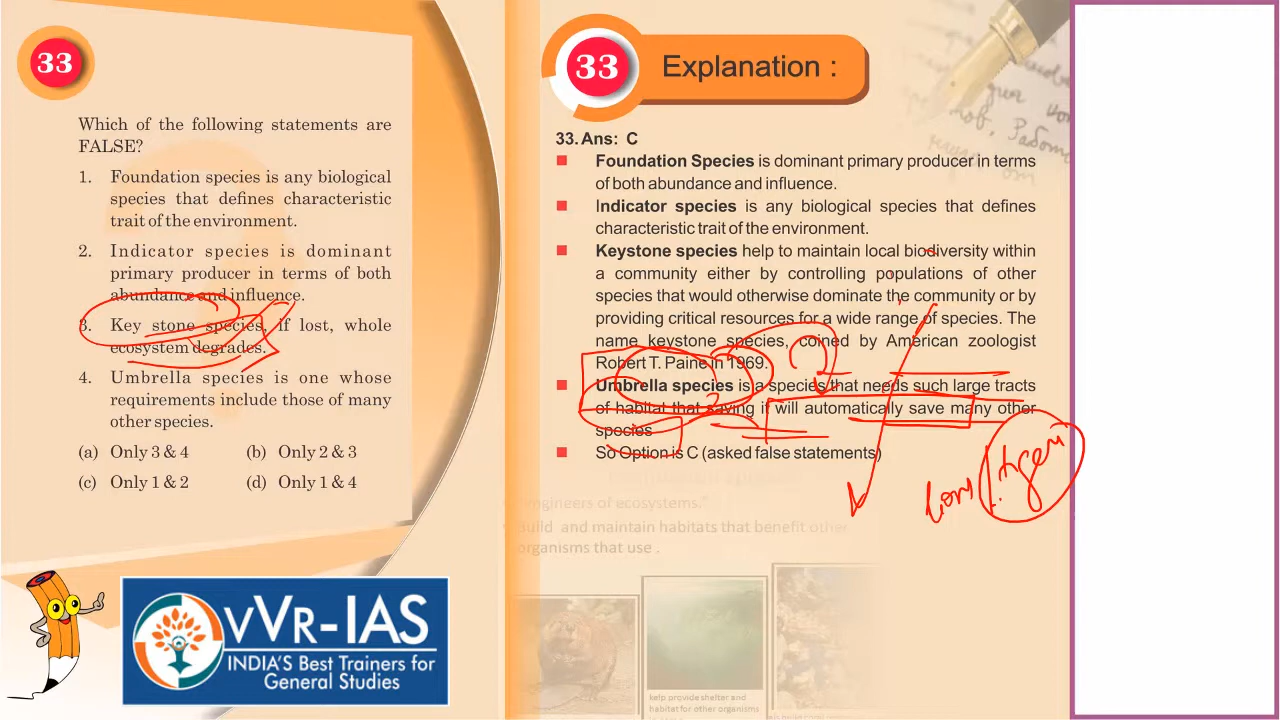 33
Which of the following statements are
FALSE?
1. Foundation species is any biological
species that defines characteristic
trait of the environment.
2. Indicator species is dominant
primary producer in terms of both
abundance and influence.
3. Key stone species, if lost, whole
ecosystem degrades.
4. Umbrella species is one whose
requirements include those of many
other species.
(a) Only 3 & 4 (b) Only 2 & 3
(c) Only 1 & 2 (d) Only 1 & 4
vVr-IAS
INDIA'S Best Trainers for
General Studies
33 Explanation :
33. Ans: C
Foundation Species is dominant primary producer in terms
of both abundance and influence.
Indicator species is any biological species that defines
characteristic trait of the environment.
Keystone species help to maintain local biodiversity within
a community either by controlling populations of other
species that would otherwise dominate the community or by
providing critical resources for a wide range of species. The
name keystone species, coined by American zoologist
Robert T. Paine in 1969.
Umbrella species is a species that needs such large tracts
of habitat that saving it will automatically save many other
species
So Option is C (asked false statements)
engineers of ecosystems."
build and maintain habitats that benefit other
organisms that use .
kelp provide shelter and
habitat for other organisms